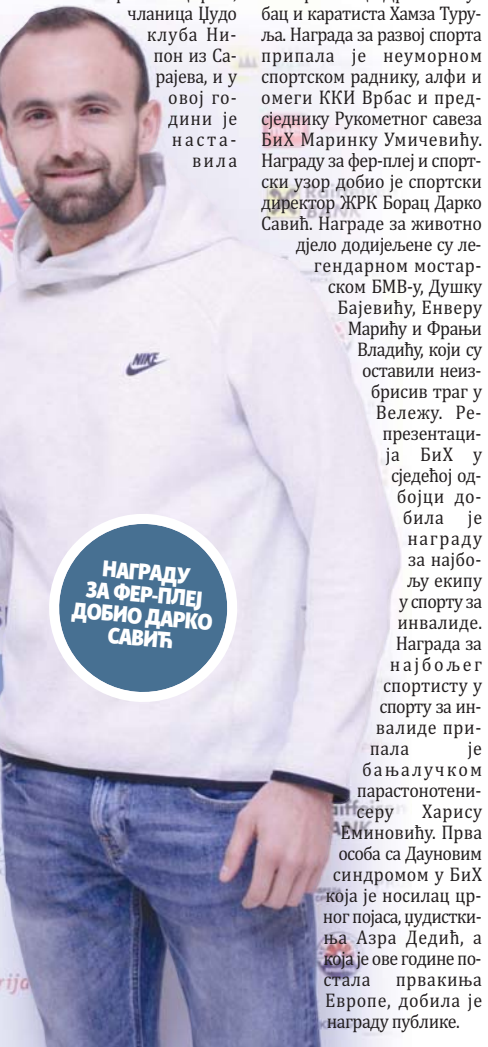 чланица Џудо
клуба Ни-
пон из Са-
рајева, и у
овој го-
дини је
наста-
вила
бац и каратиста Хамза Туру-
ља. Награда за развој спорта
припала је неуморном
спортском раднику, алфи и
омеги ККИ Врбас и пред-
сједнику Рукометног савеза
БиХ Маринку Умичевићу.
Награду за фер-плеј и спорт-
ски узор добио је спортски
директор ЖРК Борац Дарко
Савић. Награде за животно
дјело додијељене су ле-
гендарном мостар-
ском БМВ-у, Душку
Бајевићу, Енверу
Марићу и Фрањи
Владићу, који су
оставили неиз-
брисив траг у
Вележу. Ре-
презентаци-
ја БиХ у
сједећој од-
бојци до-
била је
награду
за најбо-
љу екипу
у спорту за
инвалиде.
Награда за
најбољег
спортисту у
спорту за ин-
валиде при-
пала је
бањалучком
парастонотени-
серу Харису
Еминовићу. Прва
особа са Дауновим
синдромом у БиХ
која је носилац цр-
ног појаса, џудистки-
ња Азра Дедић, а
која је ове године по-
стала првакиња
Европе, добила је
награду публике.
NIKE
НАГРАДУ
ЗА ФЕР-ПЛЕЈ
ДОБИО ДАРКО
САВИЋ